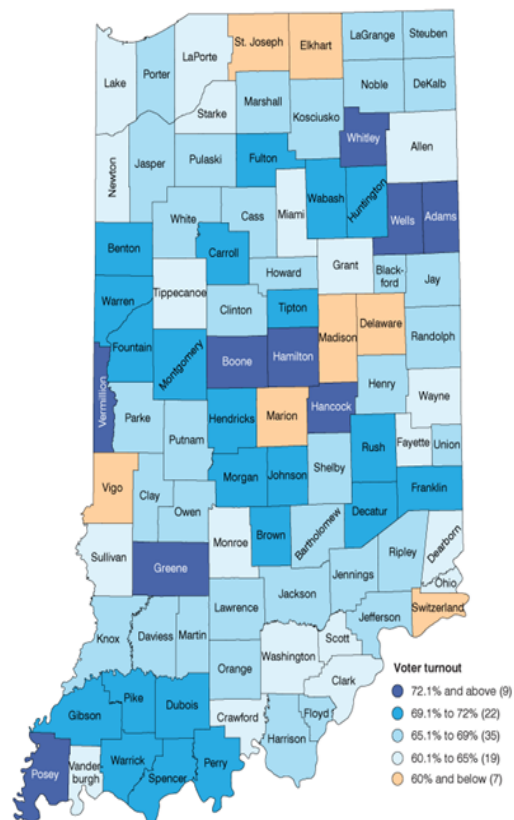 St. Joseph
Elkhart
LaGrange
Steuben
LaPorte
Lake
Porter
Noble
DeKalb
Marshall
Kosciusko
Starke
Whitley
Allen
Newton
Jasper
Pulaski
Fulton
Wabash
Huntington
Miami
Wells
Adams
White
Cass
Benton
Carroll
Grant
Black-
ford
Jay
Howard
Tippecanoe
Warren
Clinton
Tipton
Madison
Delaware
Randolph
Fountain
Montgomery
Boone
Hamilton
Henry
Wayne
Vermillion
Hancock
Parke
Hendricks
Marion
Fayette
Union
Putnam
Rush
Shelby
Morgan
Johnson
Franklin
Vigo
Clay
Owen
Decatur
Bartholomew
Brown
Monroe
Dearborn
Sullivan
Greene
Ripley
Jennings
Ohio
Jackson
Lawrence
Jefferson
Switzerland
Knox
Daviess
Martin
Scott
Washington
Orange
Clark
Pike
Dubois
Gibson
Crawford
Floyd
Harrison
Posey
Vander-
burgh
Warrick
Spencer
Perry
Voter turnout
72.1% and above (9)
69.1% to 72% (22)
65.1% to 69% (35)
60.1% to 65% (19)
60% and below (7)